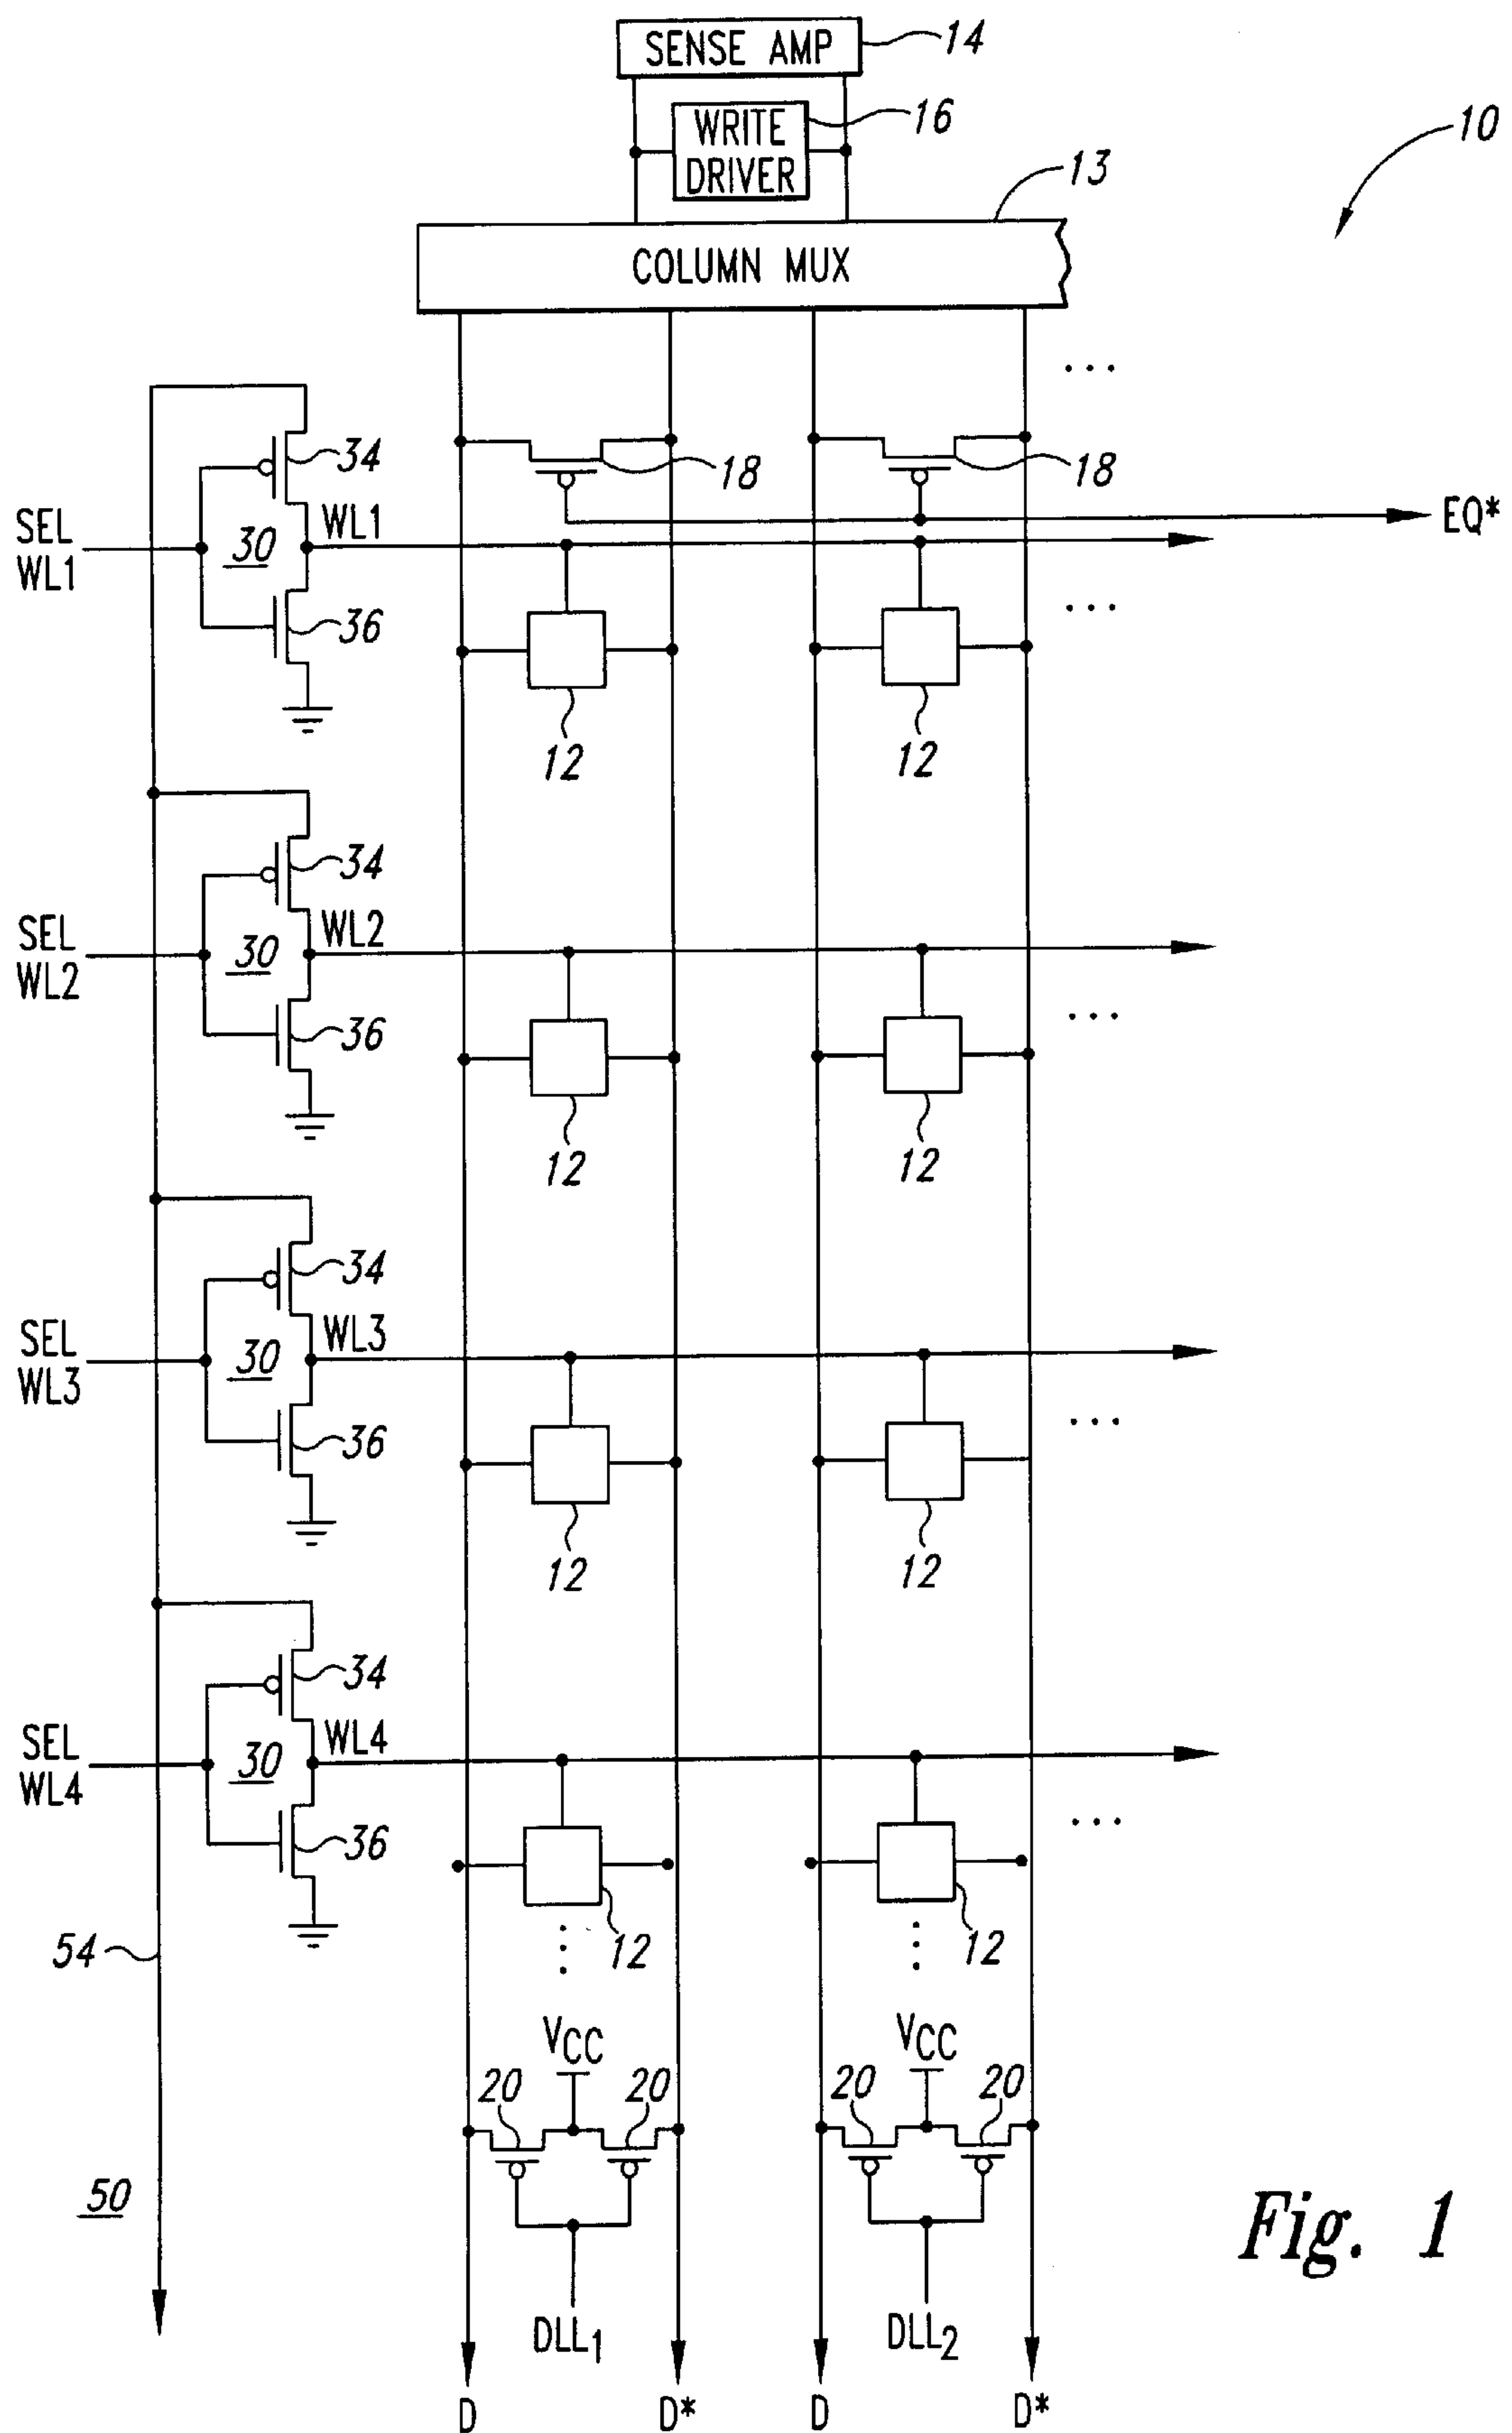 SENSE AMP
14
WRITE
DRIVER
16
10
13
COLUMN MUX
...
34
18
18
SEL
WL1
30
WL1
EQ*
36
...
12
12
34
SEL
WL2
30
WL2
36
...
12
12
34
SEL
WL3
30
WL3
36
...
12
12
34
SEL
WL4
30
WL4
36
...
54
12
12
VCC
VCC
20
20
20
20
50
DLL1
DLL2
D
D*
D
D*
Fig. 1